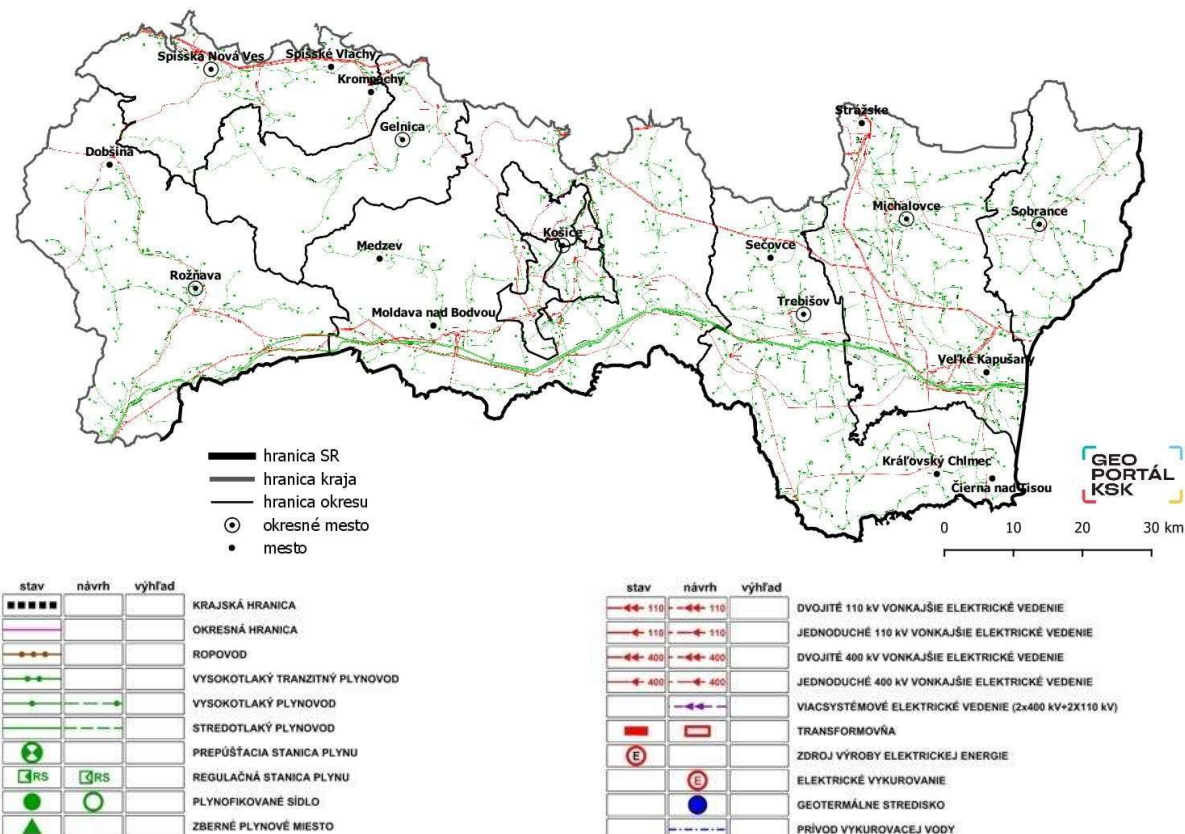 Spišská Nová Ves
Spišské Vlachy
Krompachy
Gelnica
Dobšiná
Strážske
Michalovce
Sobrance
Košice
Medzev
Sečovce
Rožňava
Trebišov
Moldava nad Bodvou
Veľké Kapušany
Kráľovský Chlmec
Čierna nad Tisou
hranica SR
hranica kraja
hranica okresu
okresné mesto
mesto
GEO
PORTÁL
KSK
0 10 20 30 km
stav návrh výhľad
KRAJSKÁ HRANICA
OKRESNÁ HRANICA
ROPOVOD
VYSOKOTLAKÝ TRANZITNÝ PLYNOVOD
VYSOKOTLAKÝ PLYNOVOD
STREDOTLAKÝ PLYNOVOD
PREPÚŠŤACIA STANICA PLYNU
RS RS REGULAČNÁ STANICA PLYNU
PLYNOFIKOVANÉ SÍDLO
ZBERNÉ PLYNOVÉ MIESTO
stav návrh výhľad
110 110 DVOJITÉ 110 kV VONKAJŠIE ELEKTRICKÉ VEDENIE
110 110 JEDNODUCHÉ 110 kV VONKAJŠIE ELEKTRICKÉ VEDENIE
400 400 DVOJITÉ 400 kV VONKAJŠIE ELEKTRICKÉ VEDENIE
400 400 JEDNODUCHÉ 400 kV VONKAJŠIE ELEKTRICKÉ VEDENIE
VIACSYSTÉMOVÉ ELEKTRICKÉ VEDENIE (2x400 kV+2X110 kV)
TRANSFORMOVŇA
E ZDROJ VÝROBY ELEKTRICKEJ ENERGIE
E ELEKTRICKÉ VYKUROVANIE
GEOTERMÁLNE STREDISKO
PRÍVOD VYKUROVACEJ VODY